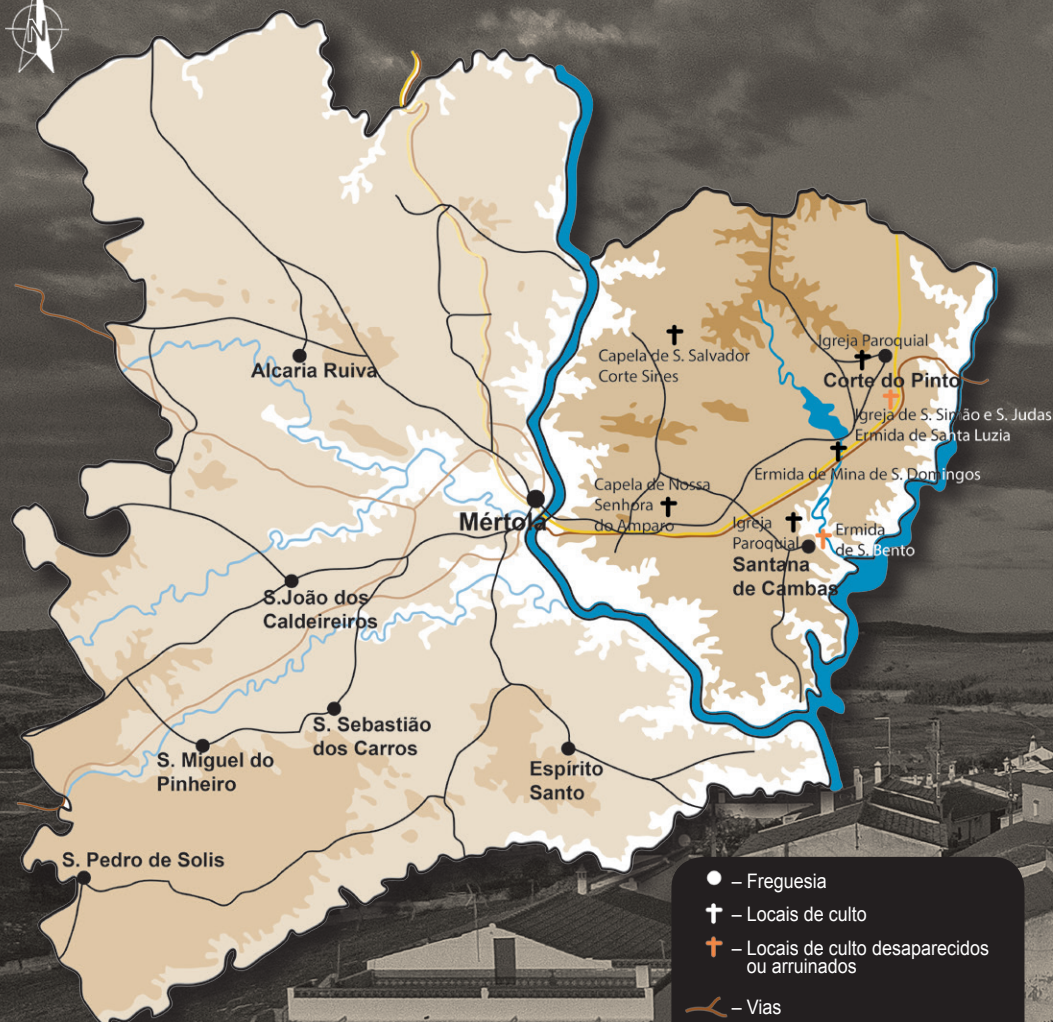 N
Alcaria Ruiva
Capela de S. Salvador
Corte Sines
Igreja Paroquial
Corte do Pinto
Igreja de S. Simão e S. Judas
Ermida de Santa Luzia
Ermida de Mina de S. Domingos
Capela de Nossa
Senhora
do Amparo
Mértola
Igreja
Paroquial
Ermida
de S. Bento
Santana
de Cambas
S.João dos
Caldeireiros
S. Sebastião
dos Carros
S. Miguel do
Pinheiro
Espírito
Santo
S. Pedro de Solis
– Freguesia
– Locais de culto
– Locais de culto desaparecidos
ou arruinados
– Vias